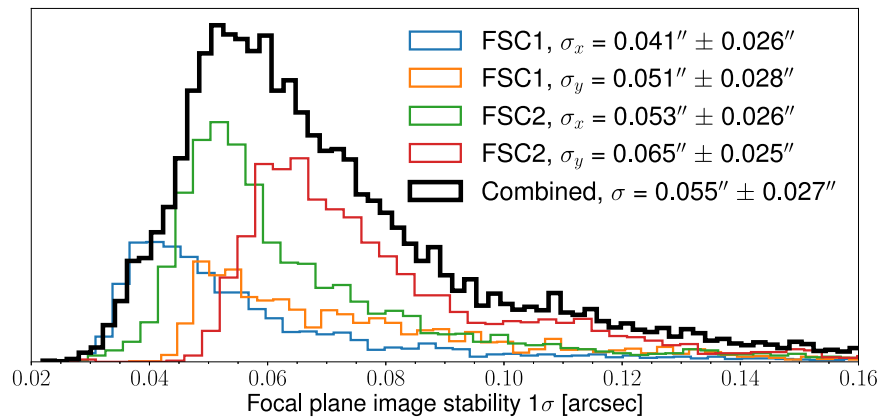 FSC1, σx = 0.041″ ± 0.026″
FSC1, σy = 0.051″ ± 0.028″
FSC2, σx = 0.053″ ± 0.026″
FSC2, σy = 0.065″ ± 0.025″
Combined, σ = 0.055″ ± 0.027″
0.02 0.04 0.06 0.08 0.10 0.12 0.14 0.16
Focal plane image stability 1σ [arcsec]